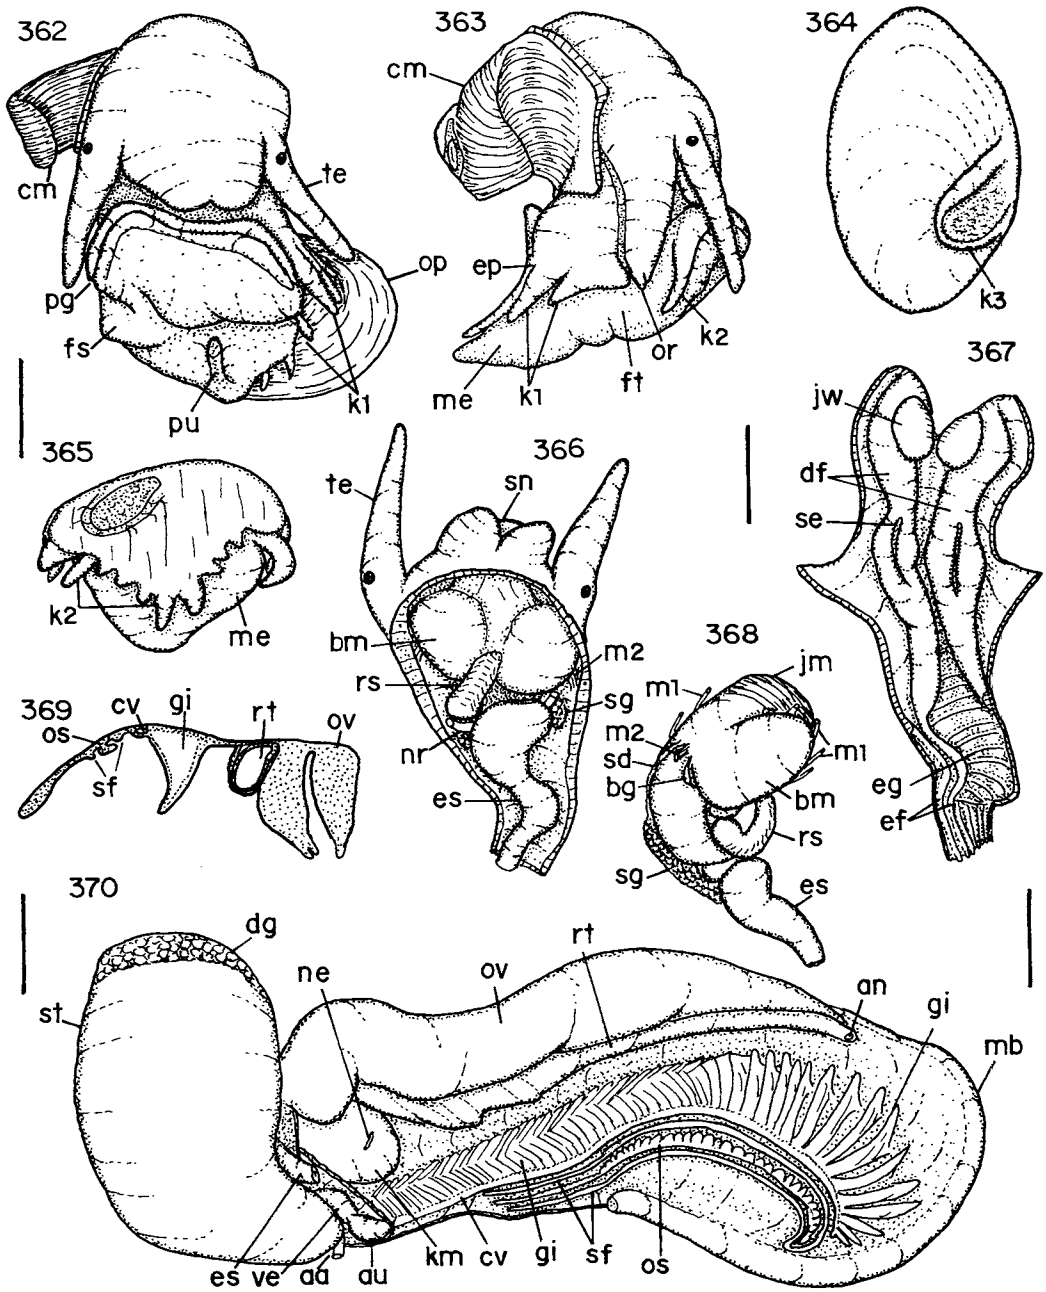 362
cm
te
op
pg
fs
pu
k1
363
cm
ep
me
k1
ft
or
k2
364
k3
365
k2
me
366
te
sn
bm
rs
m2
sg
nr
es
367
jw
df
se
eg
ef
368
jm
m1
m2
sd
bg
m1
bm
rs
sg
es
369
os
cv
gi
rt
ov
sf
370
dg
st
ne
ov
rt
an
gi
mb
es
ve
aa
au
km
cv
gi
sf
os